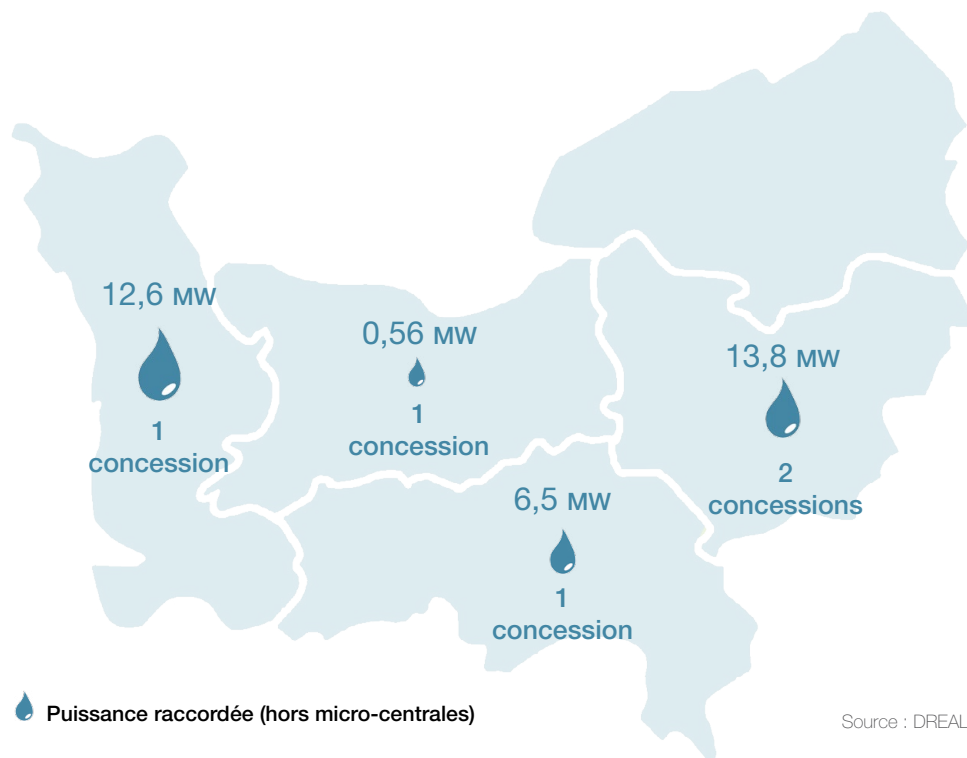 12,6 MW
1
concession
0,56 MW
1
concession
13,8 MW
2
concessions
6,5 MW
1
concession
Puissance raccordée (hors micro-centrales)
Source : DREAL